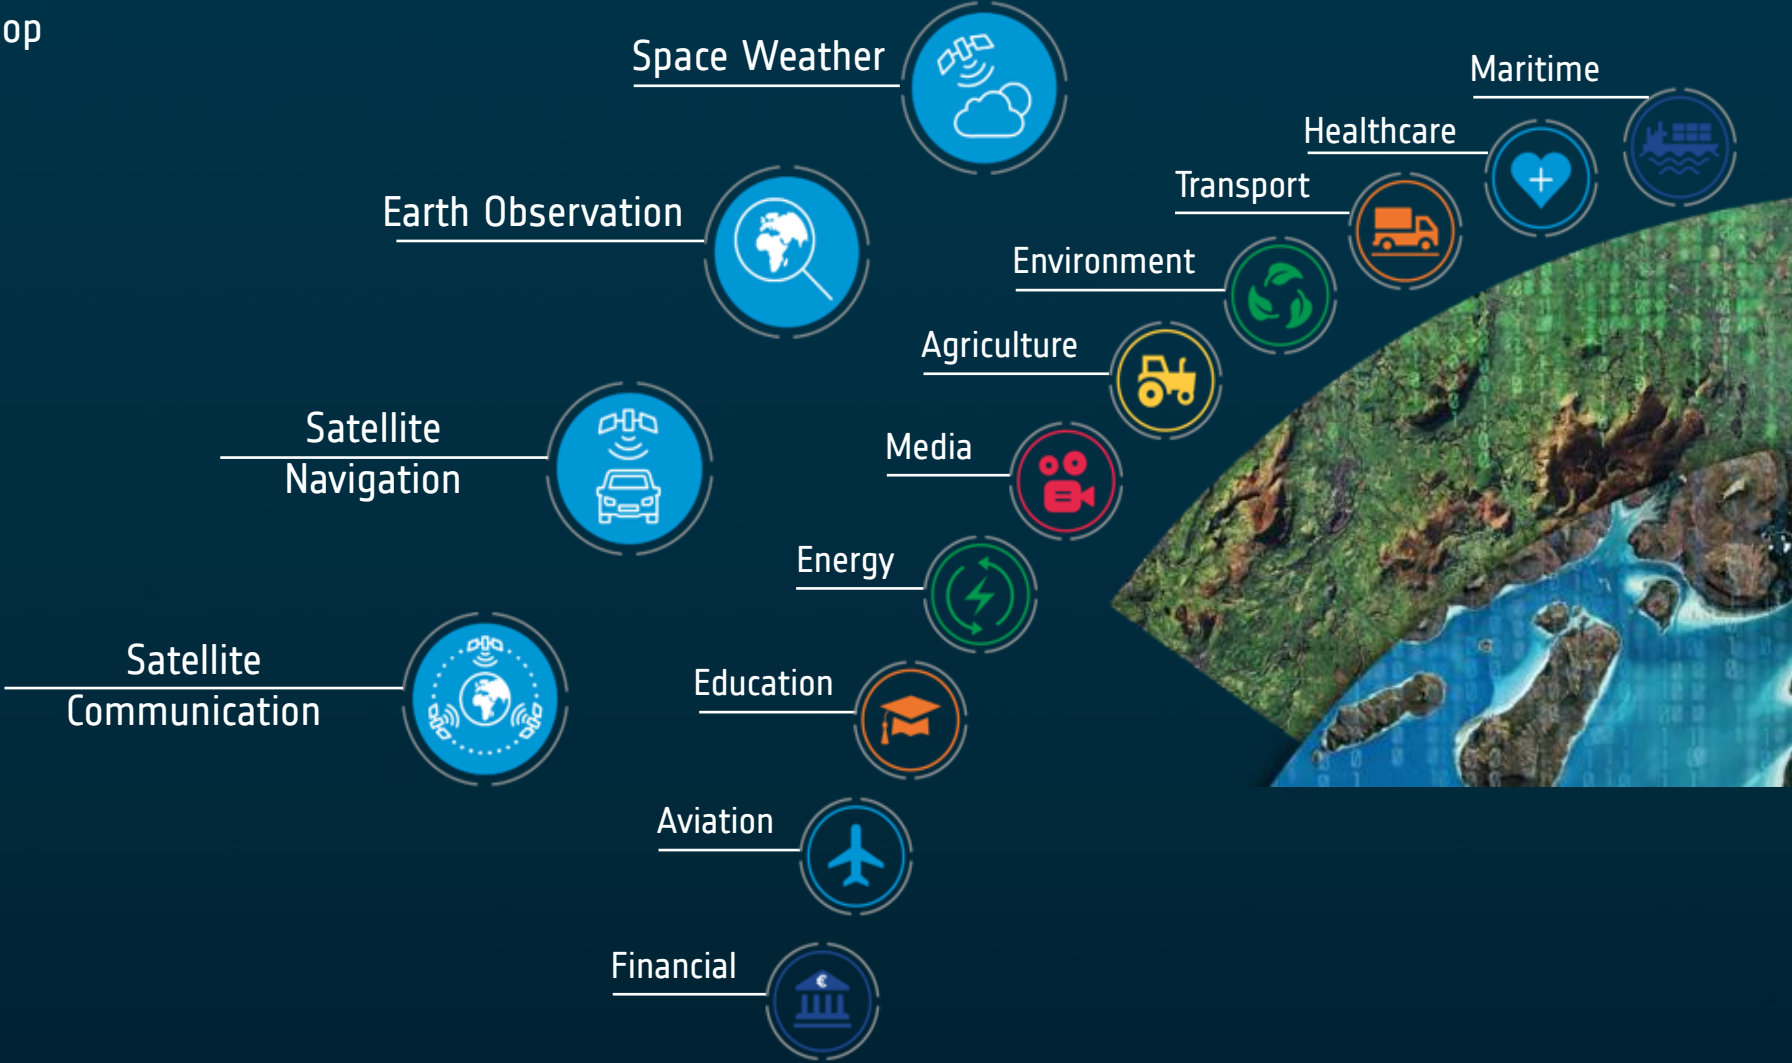 op
Space Weather
Maritime
Healthcare
Transport
Earth Observation
Environment
Agriculture
Satellite
Navigation
Media
Energy
Satellite
Communication
Education
Aviation
Financial
€